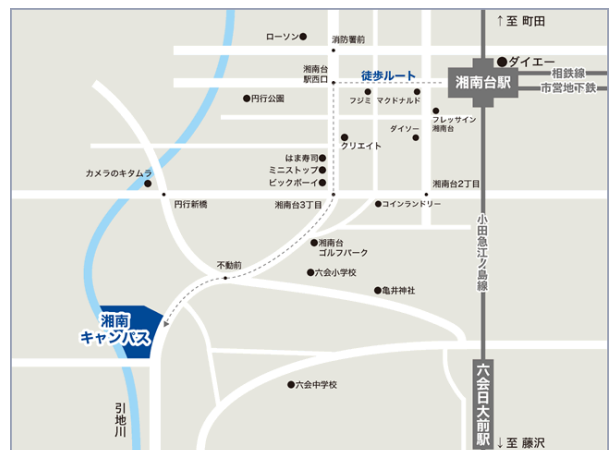 ↑至 町田
ローソン
消防署前
ダイエー
湘南台
駅西口
徒歩ルート
湘南台駅
相鉄線
市営地下鉄
円行公園
フジミ
マクドナルド
フレッサイン
湘南台
ダイソー
クリエイト
はま寿司
ミニストップ
ビックボーイ
カメラのキタムラ
湘南台2丁目
円行新橋
湘南台3丁目
コインランドリー
小田急江ノ島線
湘南台
ゴルフパーク
不動前
六会小学校
亀井神社
湘南
キャンパス
六会日大前駅
六会中学校
引地川
↓至 藤沢